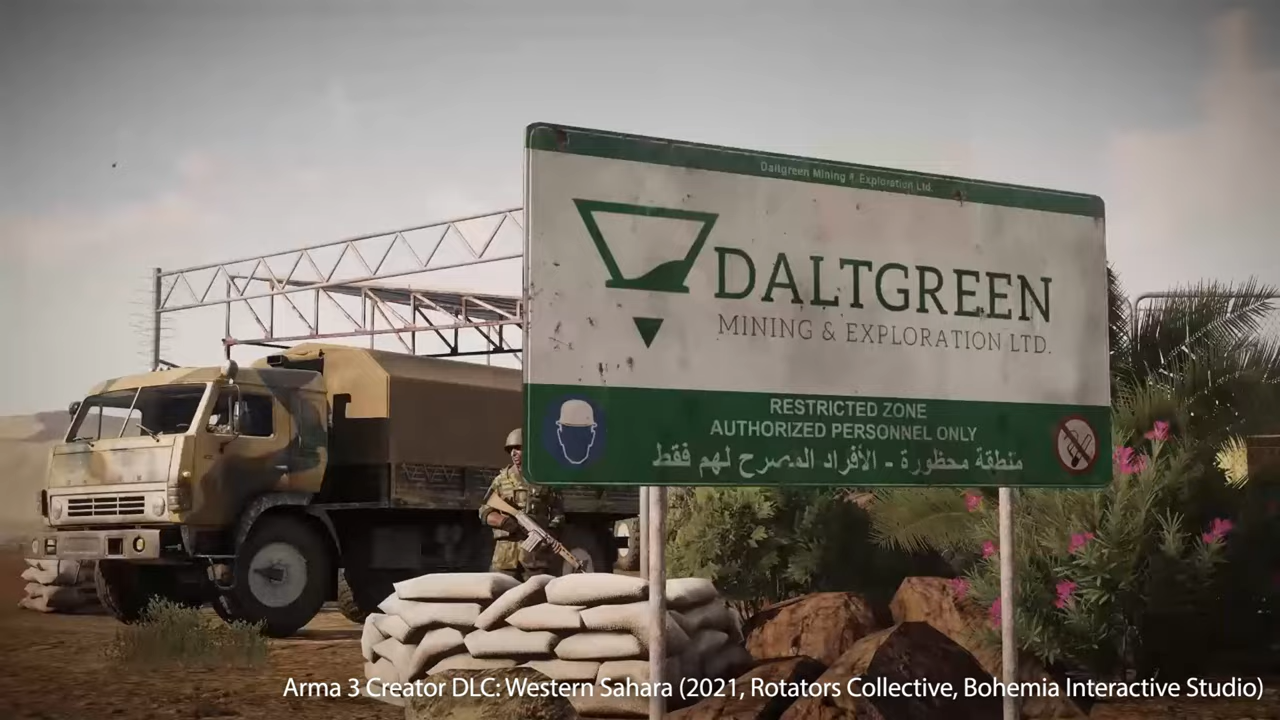 Daltgreen Mining & Exploration Ltd.
DALTGREEN
MINING & EXPLORATION LTD.
RESTRICTED ZONE
AUTHORIZED PERSONNEL ONLY
منطقة محظورة - الأفراد المصرح لهم فقط
Arma 3 Creator DLC: Western Sahara (2021, Rotators Collective, Bohemia Interactive Studio)